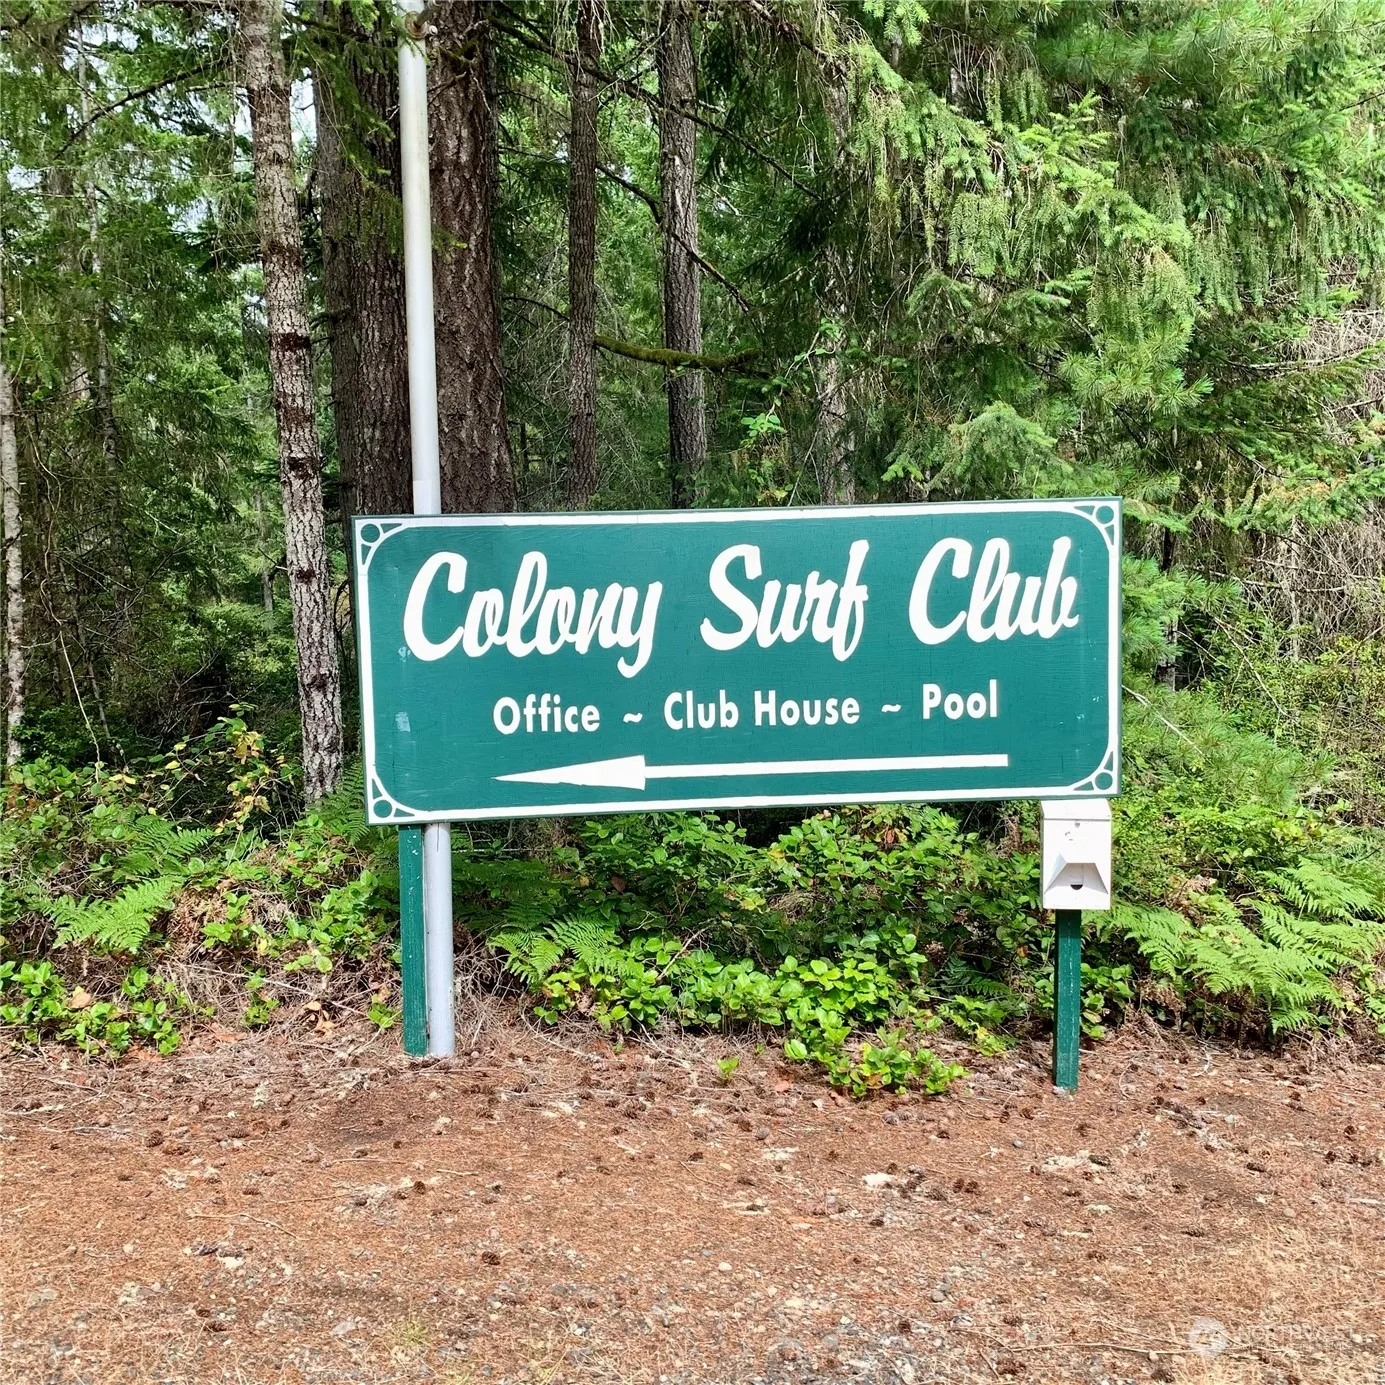 Colony Surf Club
Office ~ Club House ~ Pool